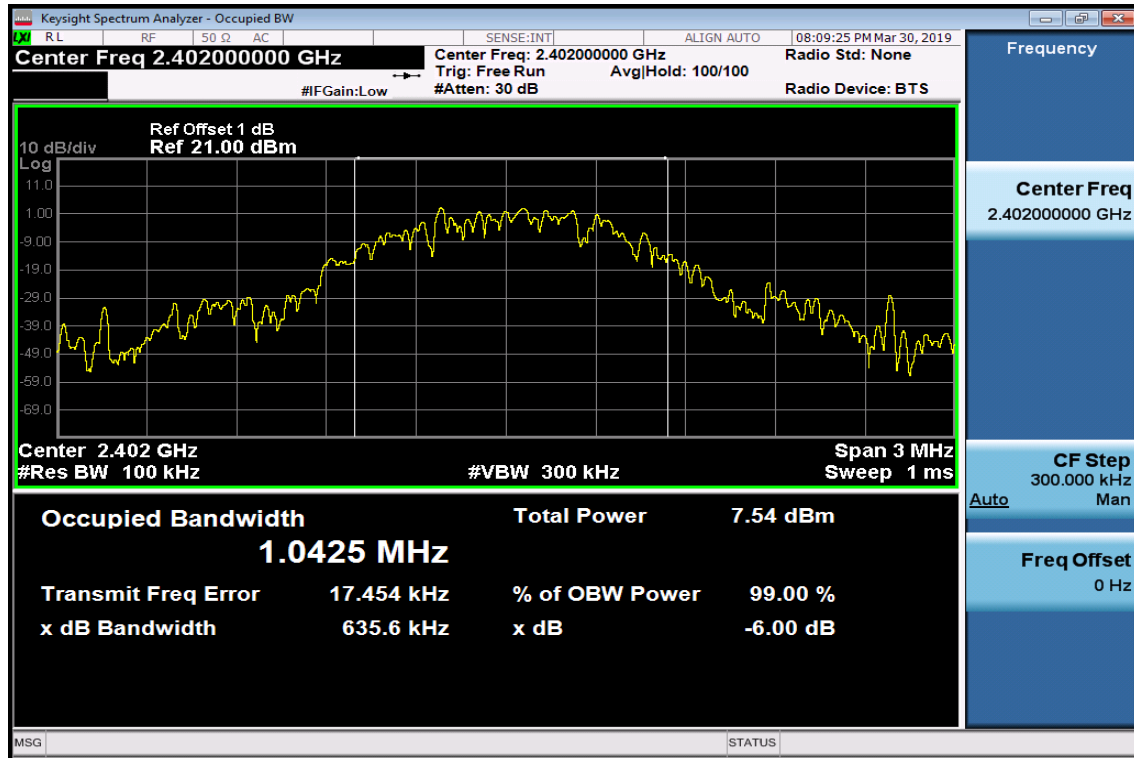 Keysight Spectrum Analyzer - Occupied BW
LXI RL RF 50 Ω AC SENSE:INT ALIGN AUTO 08:09:25 PM Mar 30, 2019
Center Freq 2.402000000 GHz
Center Freq: 2.402000000 GHz
Radio Std: None
Trig: Free Run Avg|Hold: 100/100
#IFGain:Low
#Atten: 30 dB
Radio Device: BTS
Ref Offset 1 dB
10 dB/div Ref 21.00 dBm
Log
11.0
1.00
-9.00
-19.0
-29.0
-39.0
-49.0
-59.0
-69.0
Center 2.402 GHz Span 3 MHz
#Res BW 100 kHz #VBW 300 kHz Sweep 1 ms
Occupied Bandwidth Total Power 7.54 dBm
1.0425 MHz
Transmit Freq Error 17.454 kHz % of OBW Power 99.00 %
x dB Bandwidth 635.6 kHz x dB -6.00 dB
Frequency
Center Freq
2.402000000 GHz
CF Step
300.000 kHz
Auto Man
Freq Offset
0 Hz
MSG STATUS